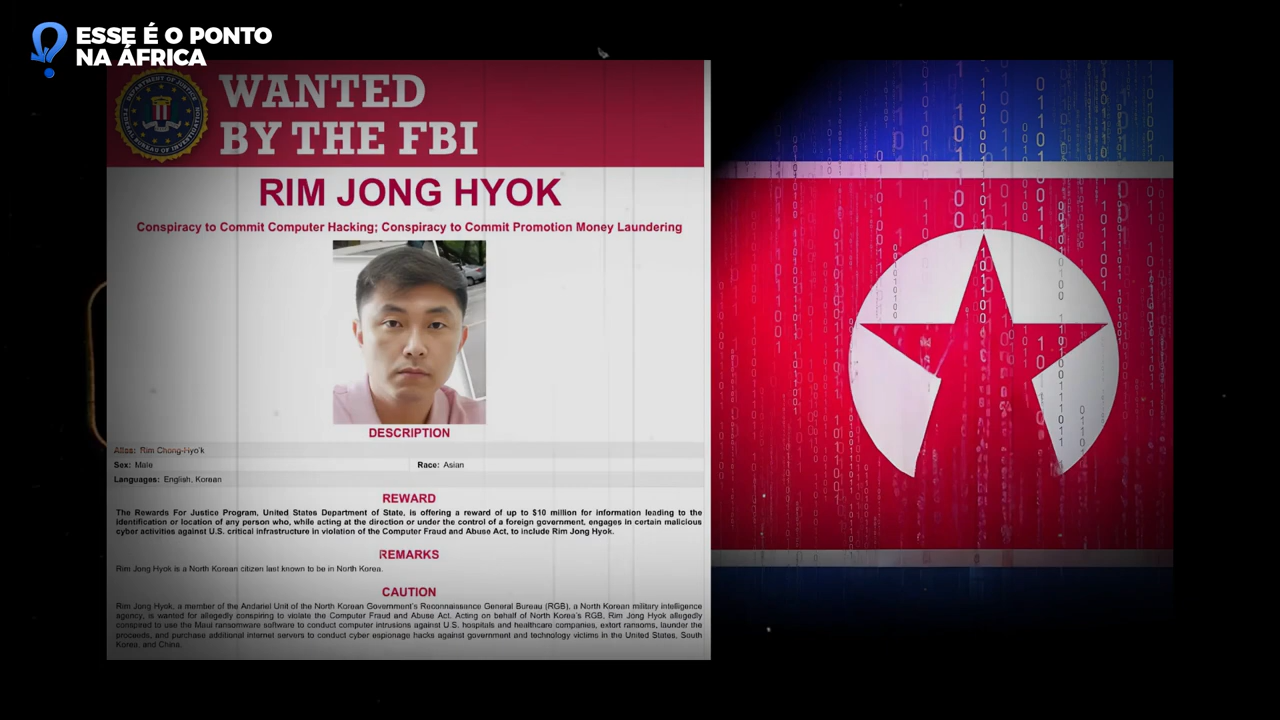 ESSE É O PONTO
NA ÁFRICA
WANTED
BY THE FBI
RIM JONG HYOK
Conspiracy to Commit Computer Hacking; Conspiracy to Commit Promotion Money Laundering
DESCRIPTION
Alias: Rim Chong-Hyo'k
Sex: Male Race: Asian
Languages: English, Korean
REWARD
The Rewards For Justice Program, United States Department of State, is offering a reward of up to $10 million for information leading to the
identification or location of any person who, while acting at the direction or under the control of a foreign government, engages in certain malicious
cyber activities against U.S. critical infrastructure in violation of the Computer Fraud and Abuse Act, to include Rim Jong Hyok.
REMARKS
Rim Jong Hyok is a North Korean citizen last known to be in North Korea.
CAUTION
Rim Jong Hyok, a member of the Andariel Unit of the North Korean Government's Reconnaissance General Bureau (RGB), a North Korean military intelligence
agency, is wanted for allegedly conspiring to violate the Computer Fraud and Abuse Act. Acting on behalf of North Korea's RGB, Rim Jong Hyok allegedly
conspired to use the Maui ransomware software to conduct computer intrusions against U.S. hospitals and healthcare companies, extort ransoms, launder the
proceeds, and purchase additional internet servers to conduct cyber espionage hacks against government and technology victims in the United States, South
Korea, and China.